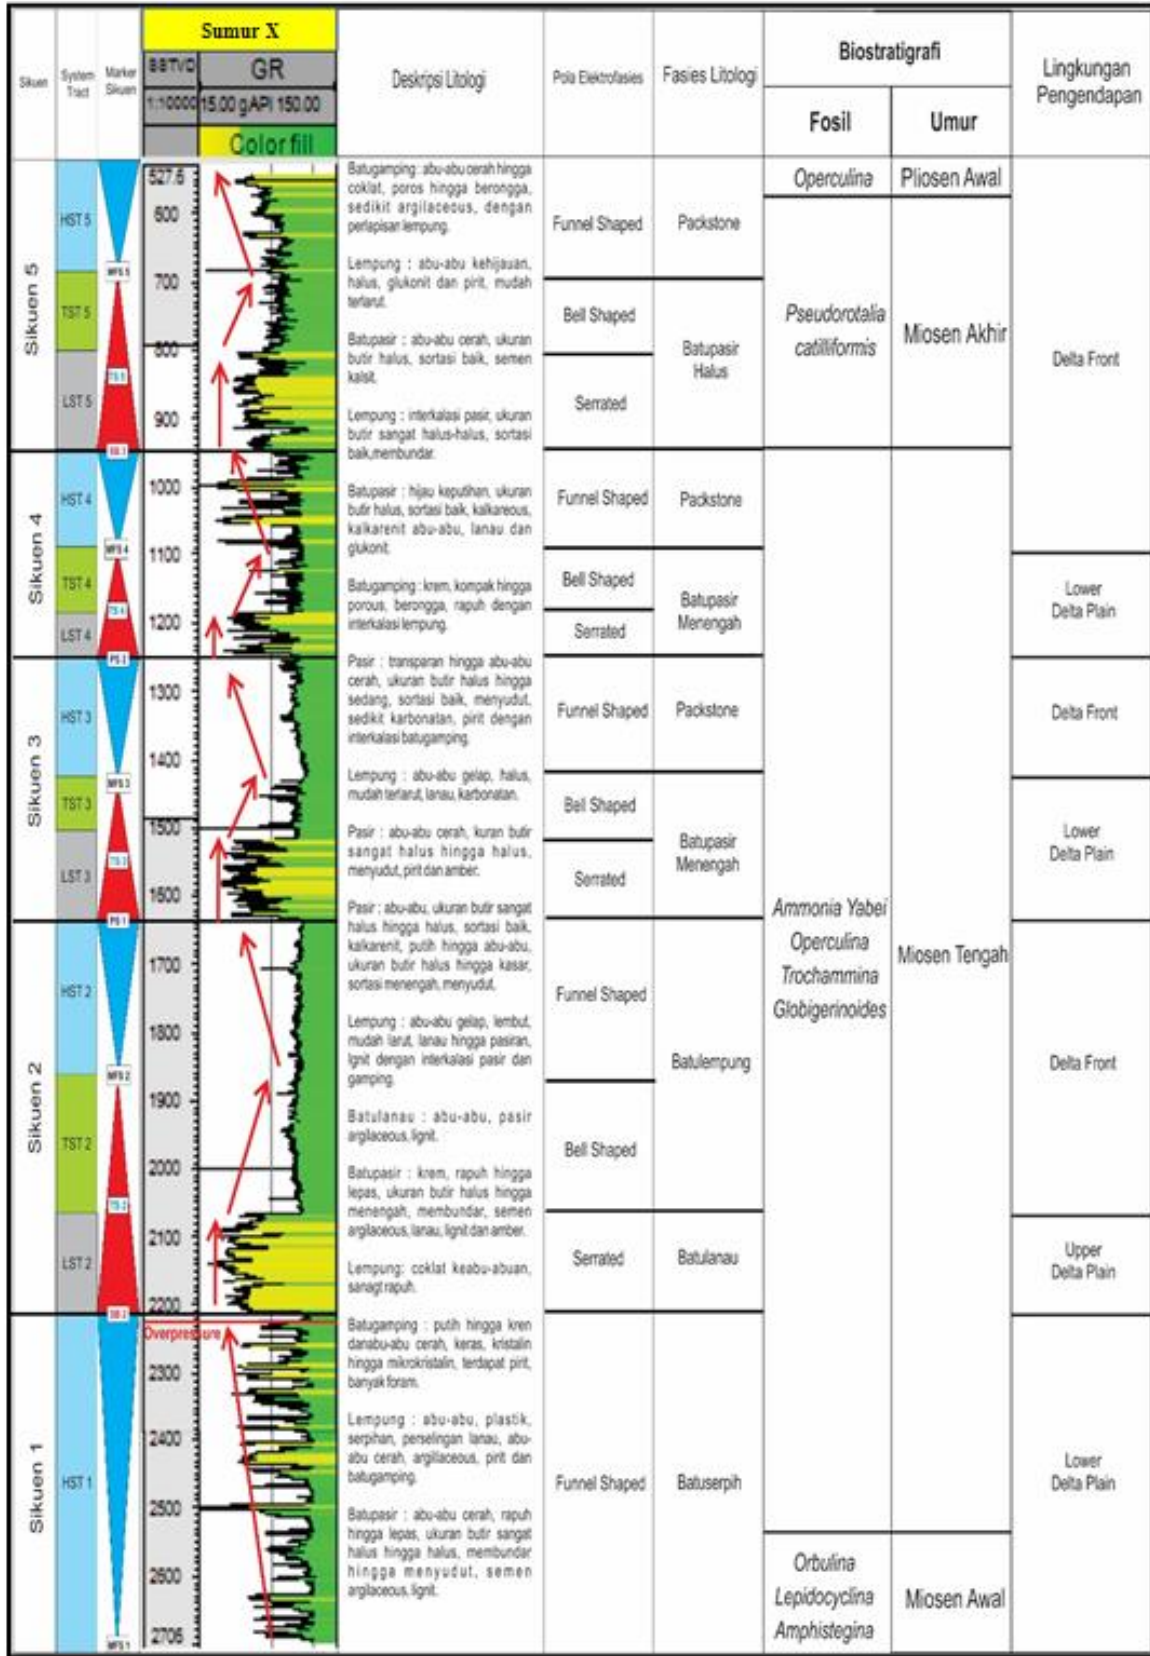 Sumur X
Sikuen
System
Tract
Marker
Sikuen
SSTVD
GR
1:10000
15.00 gAPI 150.00
Color fill
Deskripsi Litologi
Pola Elektrofasies
Fasies Litologi
Biostratigrafi
Fosil
Umur
Lingkungan
Pengendapan
Sikuen 5
Sikuen 4
Sikuen 3
Sikuen 2
Sikuen 1
HST 5
TST 5
LST 5
HST 4
TST 4
LST 4
HST 3
TST 3
LST 3
HST 2
TST 2
LST 2
HST 1
MFS 5
TS 5
SB 3
MFS 4
TS 4
PS 2
MFS 3
TS 3
PS 1
MFS 2
TS 2
SB 2
MFS 1
527.6
600
700
800
900
1000
1100
1200
1300
1400
1500
1600
1700
1800
1900
2000
2100
2200
Overpressure
2300
2400
2500
2600
2706
Batugamping : abu-abu cerah hingga
coklat, poros hingga berongga,
sedikit argilaceous, dengan
perlapisan lempung.
Lempung : abu-abu kehijauan,
halus, glukonit dan pirit, mudah
terlarut.
Batupasir : abu-abu cerah, ukuran
butir halus, sortasi baik, semen
kalsit.
Lempung : interkalasi pasir, ukuran
butir sangat halus-halus, sortasi
baik,membundar.
Batupasir : hijau keputihan, ukuran
butir halus, sortasi baik, kalkareous,
kalkarenit abu-abu, lanau dan
glukonit.
Batugamping : krem, kompak hingga
porous, berongga, rapuh dengan
interkalasi lempung.
Pasir : transparan hingga abu-abu
cerah, ukuran butir halus hingga
sedang, sortasi baik, menyudut,
sedikit karbonatan, pirit dengan
interkalasi batugamping.
Lempung : abu-abu gelap, halus,
mudah terlarut, lanau, karbonatan.
Pasir : abu-abu cerah, kuran butir
sangat halus hingga halus,
menyudut, pirit dan amber.
Pasir : abu-abu, ukuran butir sangat
halus hingga halus, sortasi baik,
kalkarenit, putih hingga abu-abu,
ukuran butir halus hingga kasar,
sortasi menengah, menyudut.
Lempung : abu-abu gelap, lembut,
mudah larut, lanau hingga pasiran,
lgnit dengan interkalasi pasir dan
gamping.
Batulanau : abu-abu, pasir
argilaceous, lignit.
Batupasir : krem, rapuh hingga
lepas, ukuran butir halus hingga
menengah, membundar, semen
argilaceous, lanau, lignit dan amber.
Lempung: coklat keabu-abuan,
sanagt rapuh.
Batugamping : putih hingga kren
danabu-abu cerah, keras, kristalin
hingga mikrokristalin, terdapat pirit,
banyak foram.
Lempung : abu-abu, plastik,
serpihan, perselingan lanau, abu-
abu cerah, argillaceous, pirit dan
batugamping.
Batupasir : abu-abu cerah, rapuh
hingga lepas, ukuran butir sangat
halus hingga halus, membundar
hingga menyudut, semen
argilaceous, lignit.
Funnel Shaped
Bell Shaped
Serrated
Funnel Shaped
Bell Shaped
Serrated
Funnel Shaped
Bell Shaped
Serrated
Funnel Shaped
Bell Shaped
Serrated
Funnel Shaped
Packstone
Batupasir
Halus
Packstone
Batupasir
Menengah
Packstone
Batupasir
Menengah
Batulempung
Batulanau
Batuserpih
Operculina
Pseudorotalia
catilliformis
Ammonia Yabei
Operculina
Trochammina
Globigerinoides
Orbulina
Lepidocyclina
Amphistegina
Pliosen Awal
Miosen Akhir
Miosen Tengah
Miosen Awal
Delta Front
Lower
Delta Plain
Delta Front
Lower
Delta Plain
Delta Front
Upper
Delta Plain
Lower
Delta Plain